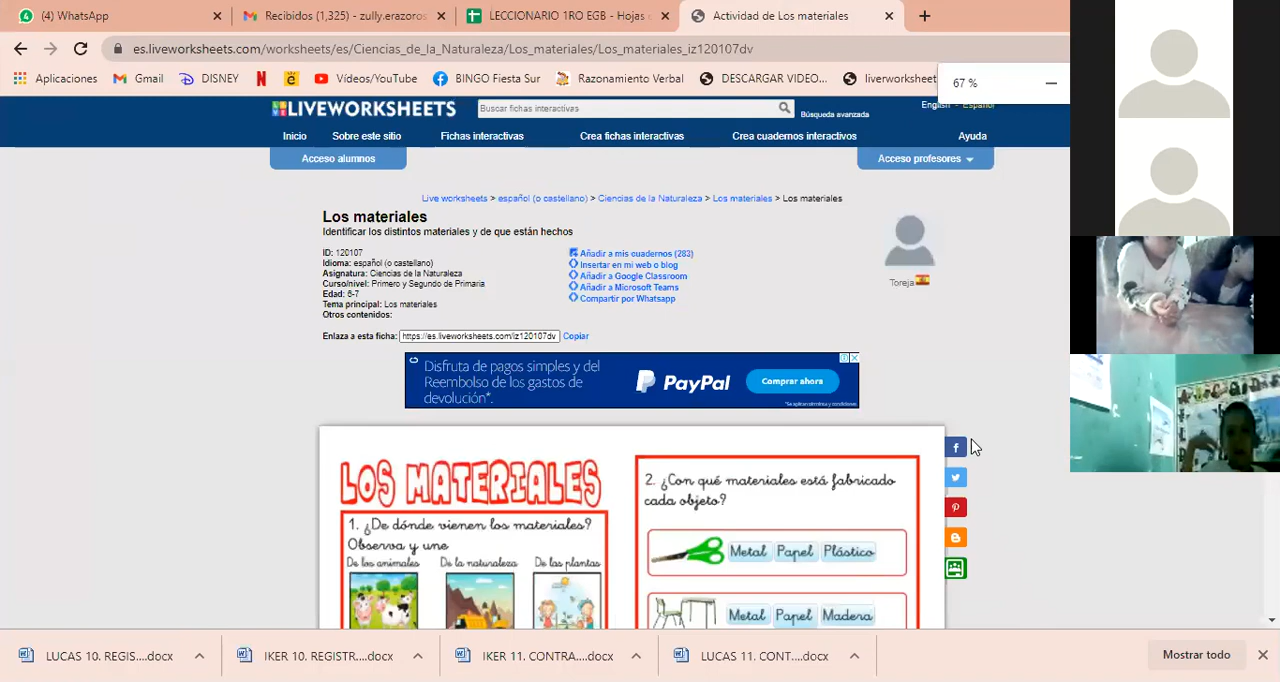 (4) WhatsApp
Recibidos (1,325) - zully.erazoros
LECCIONARIO 1RO EGB - Hojas
Actividad de Los materiales
es.liveworksheets.com/worksheets/es/Ciencias_de_la_Naturaleza/Los_materiales/Los_materiales_iz120107dv
Aplicaciones
Gmail
DISNEY
Vídeos/YouTube
BINGO Fiesta Sur
Razonamiento Verbal
DESCARGAR VIDEO...
liverworksheet
67 %
LIVEWORKSHEETS
Buscar fichas interactivas
Búsqueda avanzada
English - Español
Inicio
Sobre este sitio
Fichas interactivas
Crea fichas interactivas
Crea cuadernos interactivos
Ayuda
Acceso alumnos
Acceso profesores
Live worksheets > español (o castellano) > Ciencias de la Naturaleza > Los materiales > Los materiales
Los materiales
Identificar los distintos materiales y de que están hechos
ID: 120107
Idioma: español (o castellano)
Asignatura: Ciencias de la Naturaleza
Curso/nivel: Primero y Segundo de Primaria
Edad: 6-7
Tema principal: Los materiales
Otros contenidos:
Añadir a mis cuadernos (283)
Insertar en mi web o blog
Añadir a Google Classroom
Añadir a Microsoft Teams
Compartir por Whatsapp
Toreja
Enlaza a esta ficha: https://es.liveworksheets.com/iz120107dv Copiar
Disfruta de pagos simples y del
Reembolso de los gastos de
devolución*.
PayPal
Comprar ahora
LOS MATERIALES
1. ¿De dónde vienen los materiales?
Observa y une
De los animales
De la naturaleza
De las plantas
2. ¿Con qué materiales está fabricado
cada objeto?
Metal Papel Plástico
Metal Papel Madera
LUCAS 10. REGIS....docx
IKER 10. REGISTR....docx
IKER 11. CONTRA....docx
LUCAS 11. CONT....docx
Mostrar todo